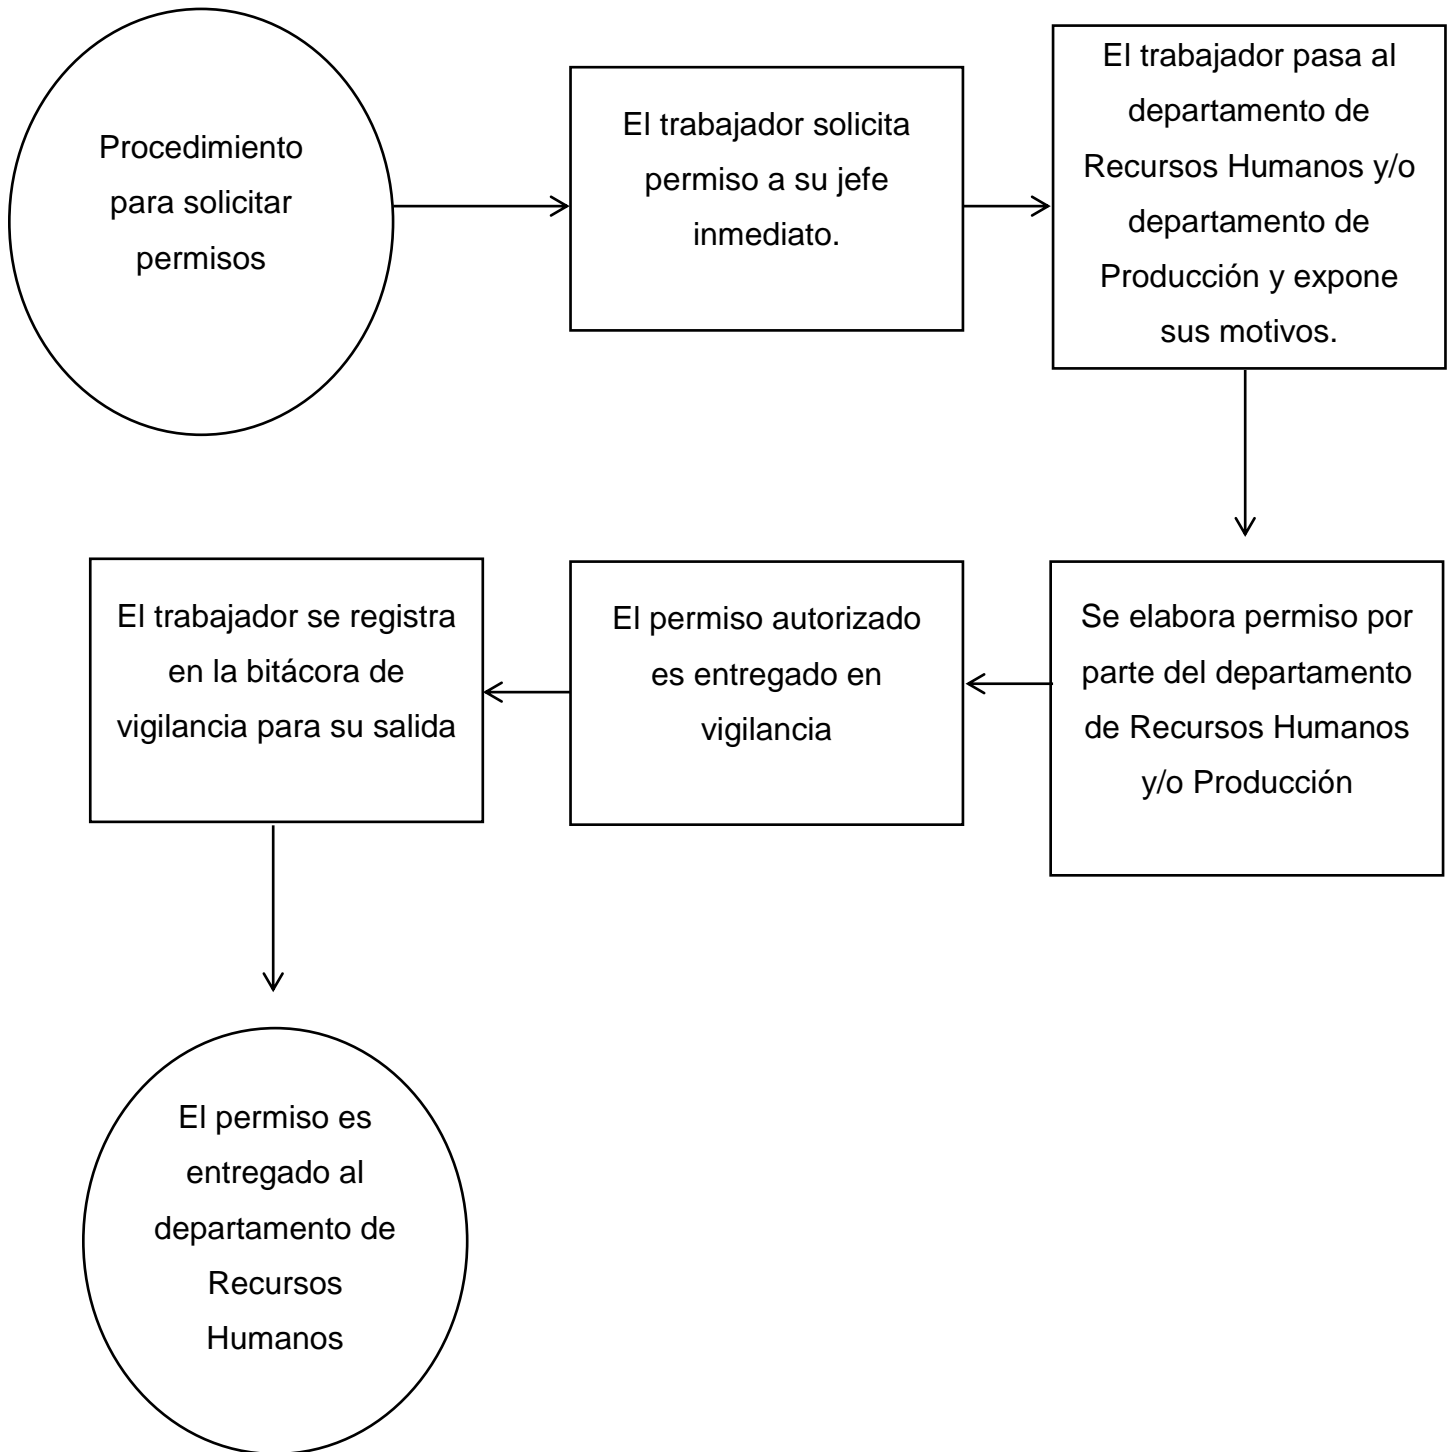 Procedimiento
para solicitar
permisos
El trabajador solicita
permiso a su jefe
inmediato.
El trabajador pasa al
departamento de
Recursos Humanos y/o
departamento de
Producción y expone
sus motivos.
Se elabora permiso por
parte del departamento
de Recursos Humanos
y/o Producción
El permiso autorizado
es entregado en
vigilancia
El trabajador se registra
en la bitácora de
vigilancia para su salida
El permiso es
entregado al
departamento de
Recursos
Humanos